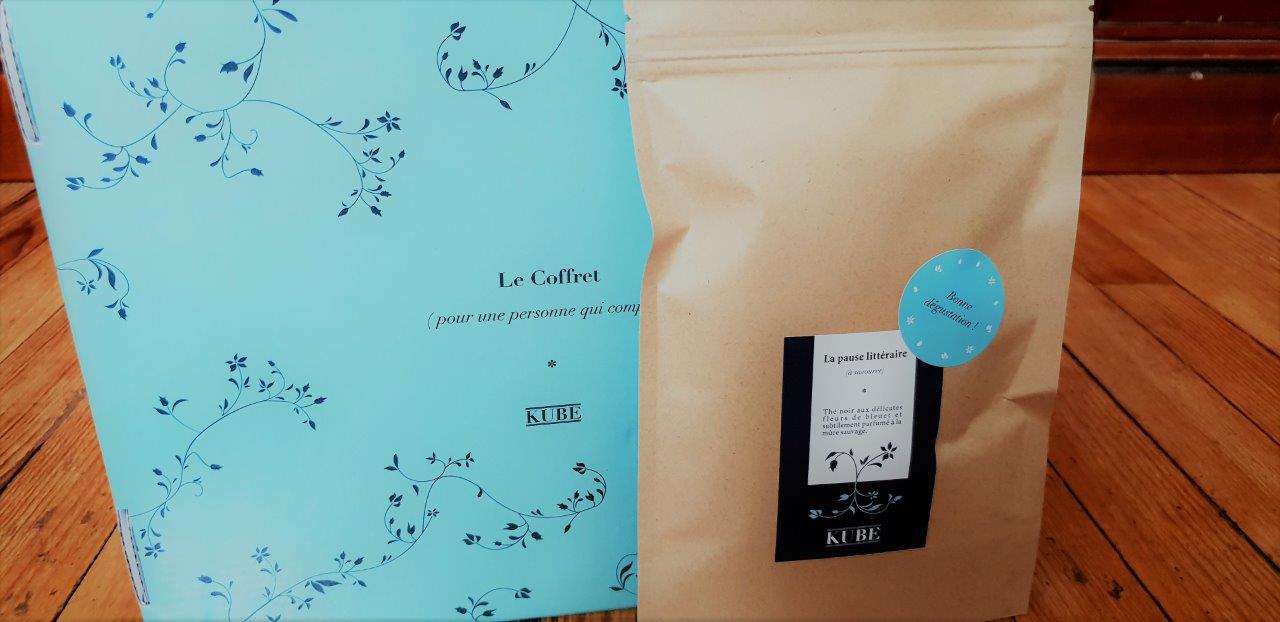 Le Coffret
(pour une personne qui comp
*
KUBE
Bonne
dégustation !
La pause littéraire
(à savourer)
*
Thé noir aux délicates
fleurs de bleuet et
subtilement parfumé à la
mûre sauvage.
KUBE